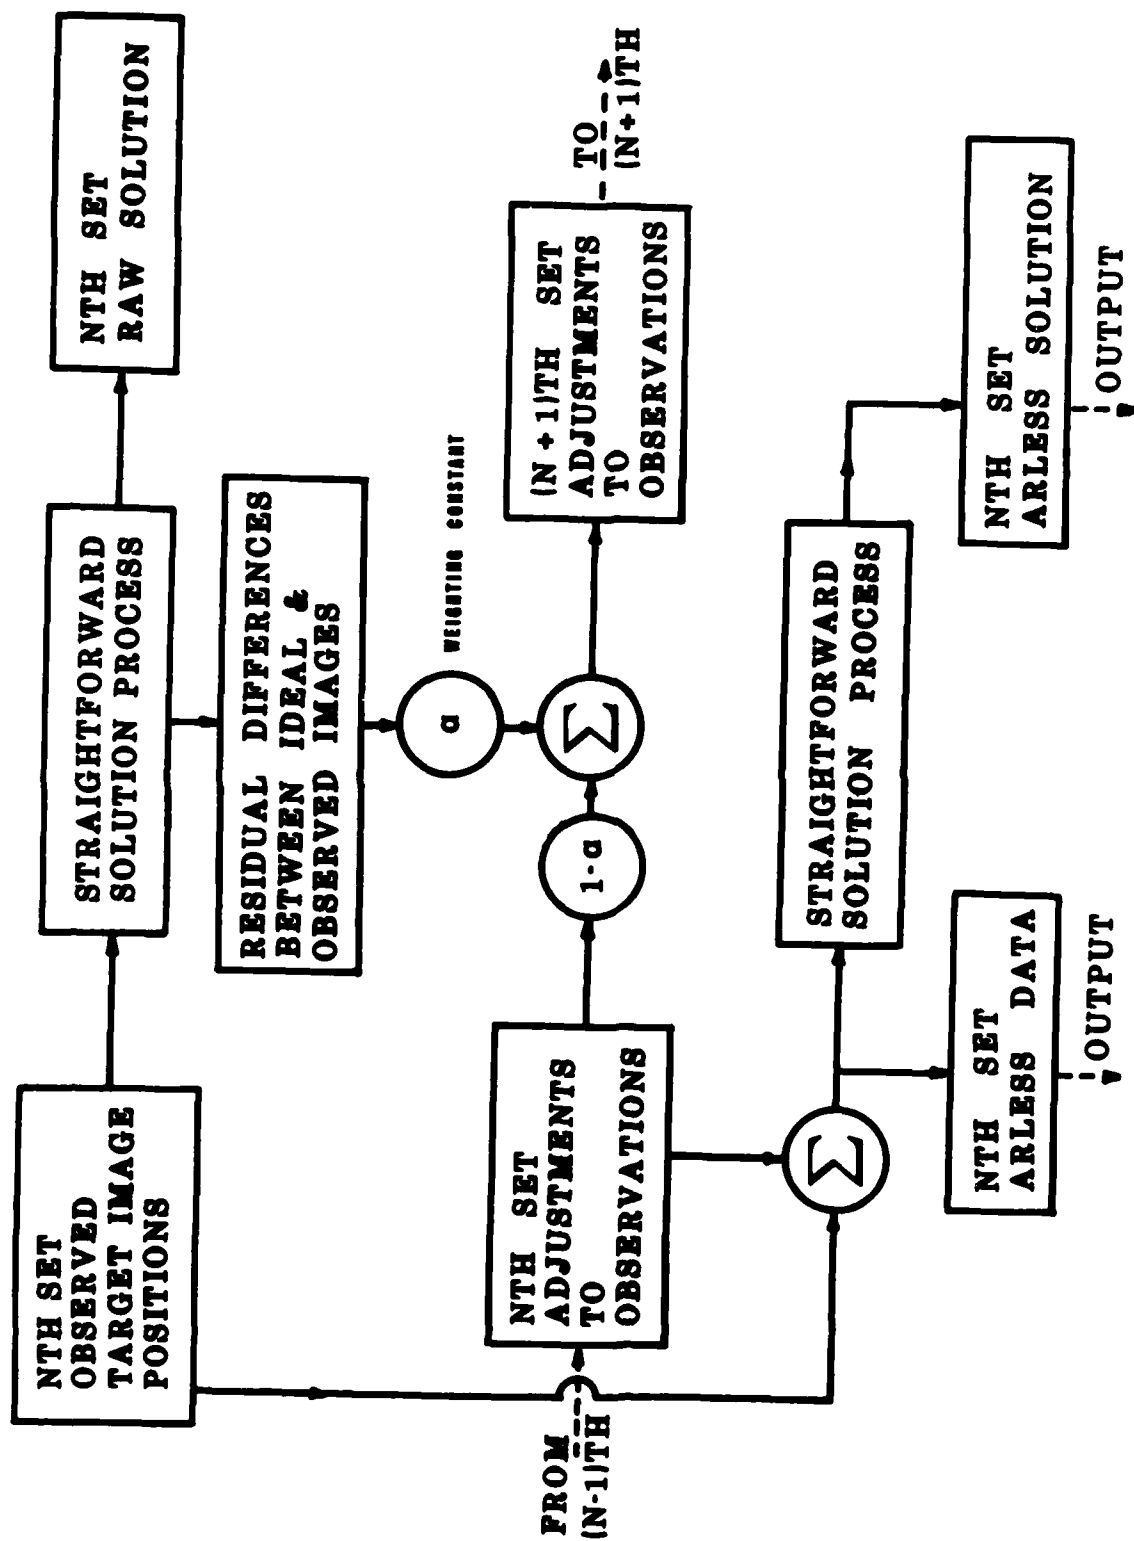 NTH SET
OBSERVED
TARGET IMAGE
POSITIONS
STRAIGHTFORWARD
SOLUTION PROCESS
NTH SET
RAW SOLUTION
RESIDUAL DIFFERENCES
BETWEEN IDEAL &
OBSERVED IMAGES
α
WEIGHTING CONSTANT
FROM
(N-1)TH
NTH SET
ADJUSTMENTS
TO
OBSERVATIONS
1-α
Σ
(N+1)TH SET
ADJUSTMENTS
TO
OBSERVATIONS
TO
(N+1)TH
Σ
STRAIGHTFORWARD
SOLUTION PROCESS
NTH SET
ARLESS DATA
OUTPUT
NTH SET
ARLESS SOLUTION
OUTPUT